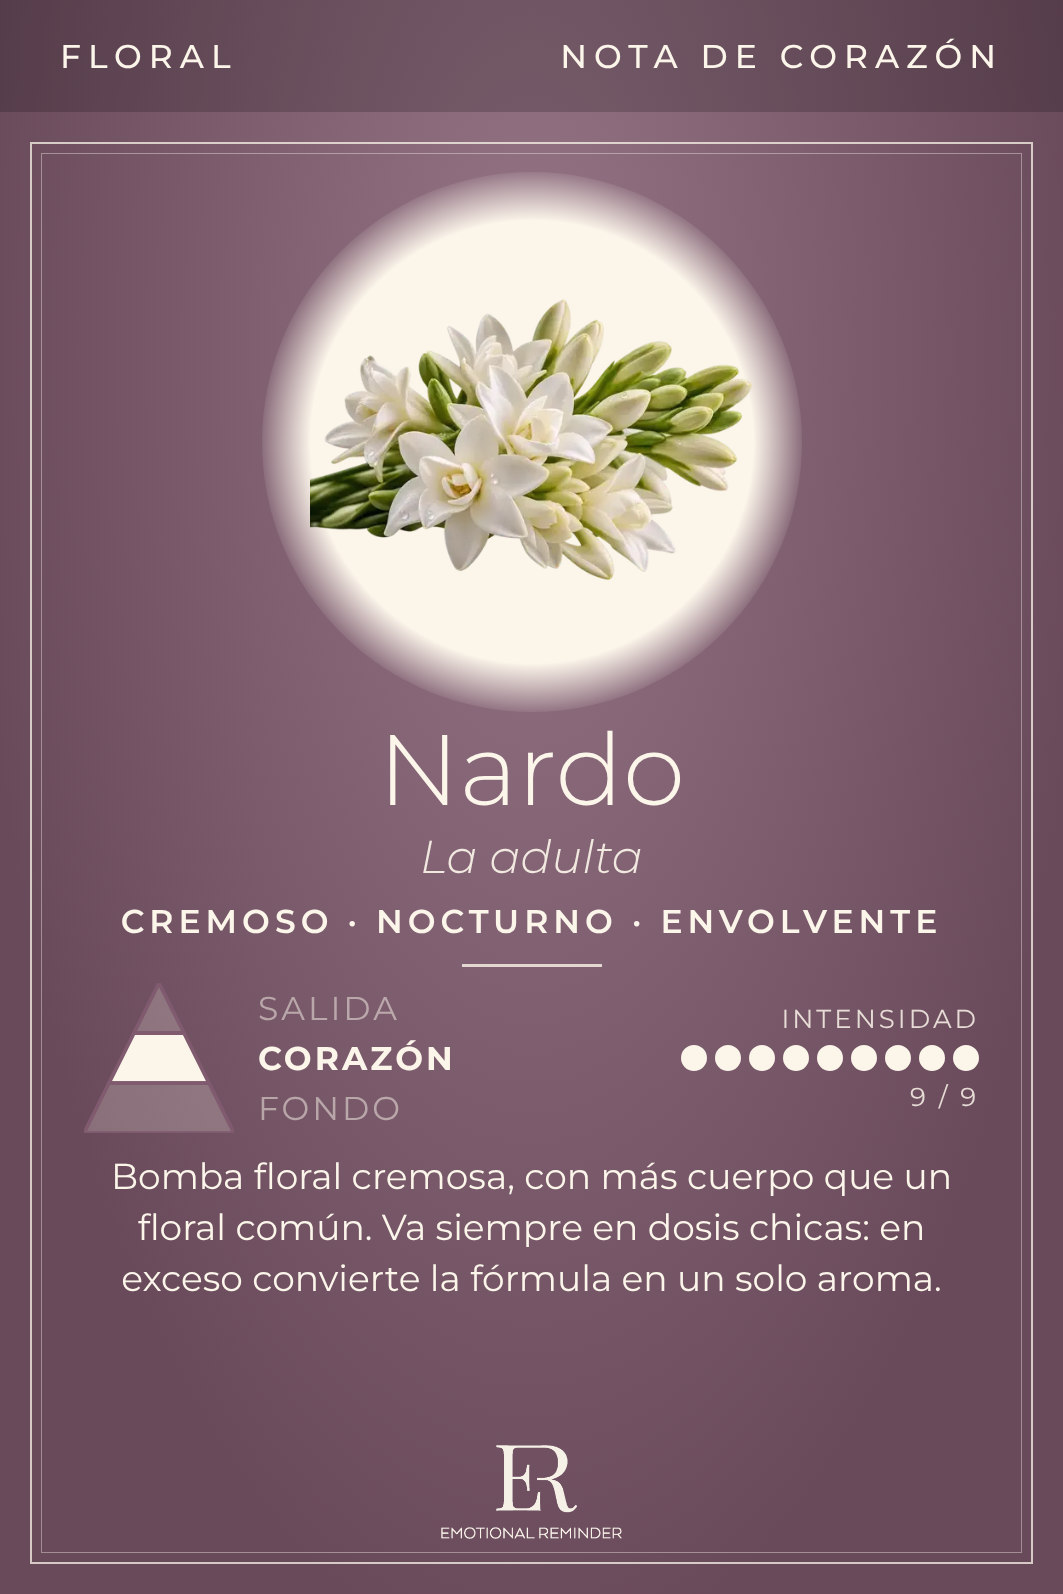 FLORAL
NOTA DE CORAZÓN
Nardo
La adulta
CREMOSO · NOCTURNO · ENVOLVENTE
SALIDA
CORAZÓN
FONDO
INTENSIDAD
9 / 9
Bomba floral cremosa, con más cuerpo que un
floral común. Va siempre en dosis chicas: en
exceso convierte la fórmula en un solo aroma.
ER
EMOTIONAL REMINDER